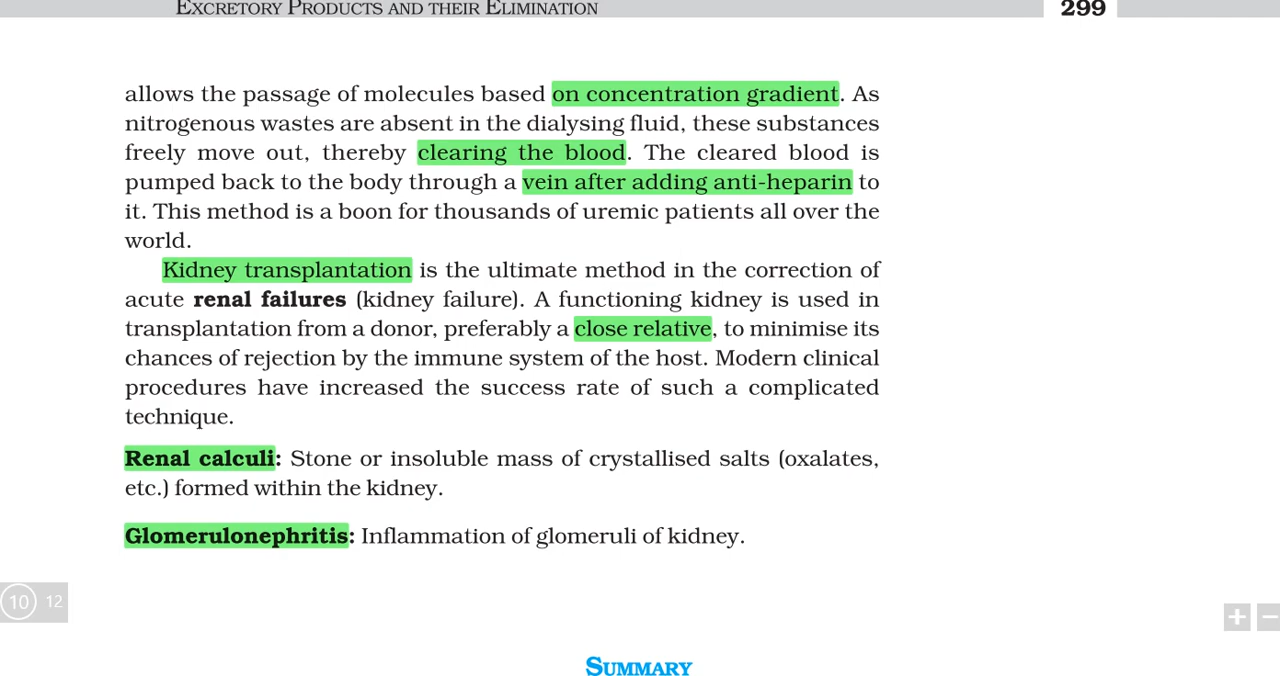 EXCRETORY PRODUCTS AND THEIR ELIMINATION 299
allows the passage of molecules based on concentration gradient. As
nitrogenous wastes are absent in the dialysing fluid, these substances
freely move out, thereby clearing the blood. The cleared blood is
pumped back to the body through a vein after adding anti-heparin to
it. This method is a boon for thousands of uremic patients all over the
world.
Kidney transplantation is the ultimate method in the correction of
acute renal failures (kidney failure). A functioning kidney is used in
transplantation from a donor, preferably a close relative, to minimise its
chances of rejection by the immune system of the host. Modern clinical
procedures have increased the success rate of such a complicated
technique.
Renal calculi: Stone or insoluble mass of crystallised salts (oxalates,
etc.) formed within the kidney.
Glomerulonephritis: Inflammation of glomeruli of kidney.
10 12
+ −
SUMMARY